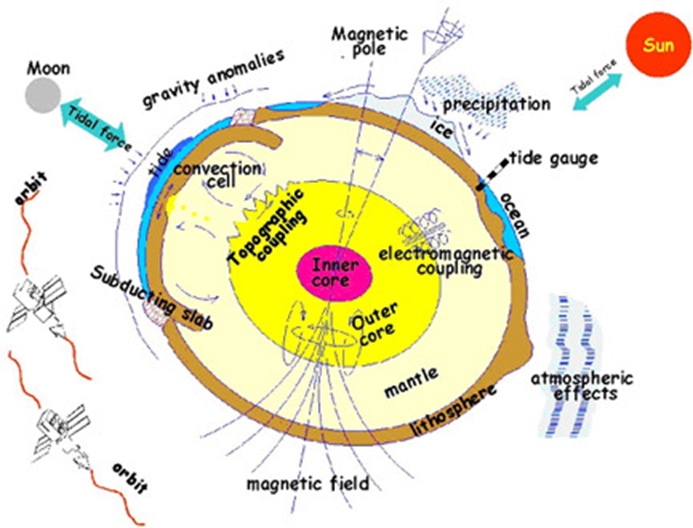 Magnetic
pole
Sun
Moon
gravity anomalies
Tidal force
precipitation
Tidal force
ice
tide gauge
tide
convection
cell
orbit
ocean
Topographic
coupling
electromagnetic
coupling
Inner
core
Subducting slab
Outer
core
mantle
atmospheric
effects
lithosphere
orbit
magnetic field